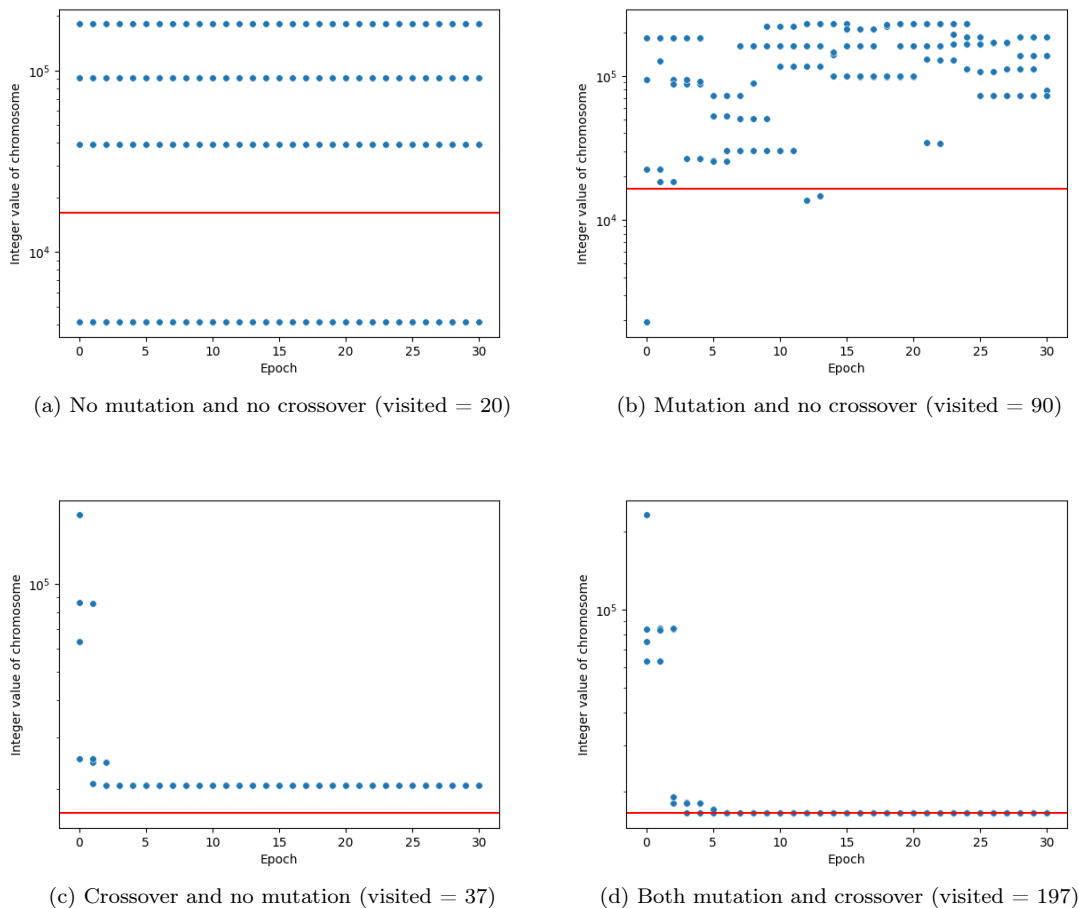 10^5
10^4
Integer value of chromosome
0 5 10 15 20 25 30
Epoch
(a) No mutation and no crossover (visited = 20)
10^5
10^4
Integer value of chromosome
0 5 10 15 20 25 30
Epoch
(b) Mutation and no crossover (visited = 90)
10^5
Integer value of chromosome
0 5 10 15 20 25 30
Epoch
(c) Crossover and no mutation (visited = 37)
10^5
Integer value of chromosome
0 5 10 15 20 25 30
Epoch
(d) Both mutation and crossover (visited = 197)